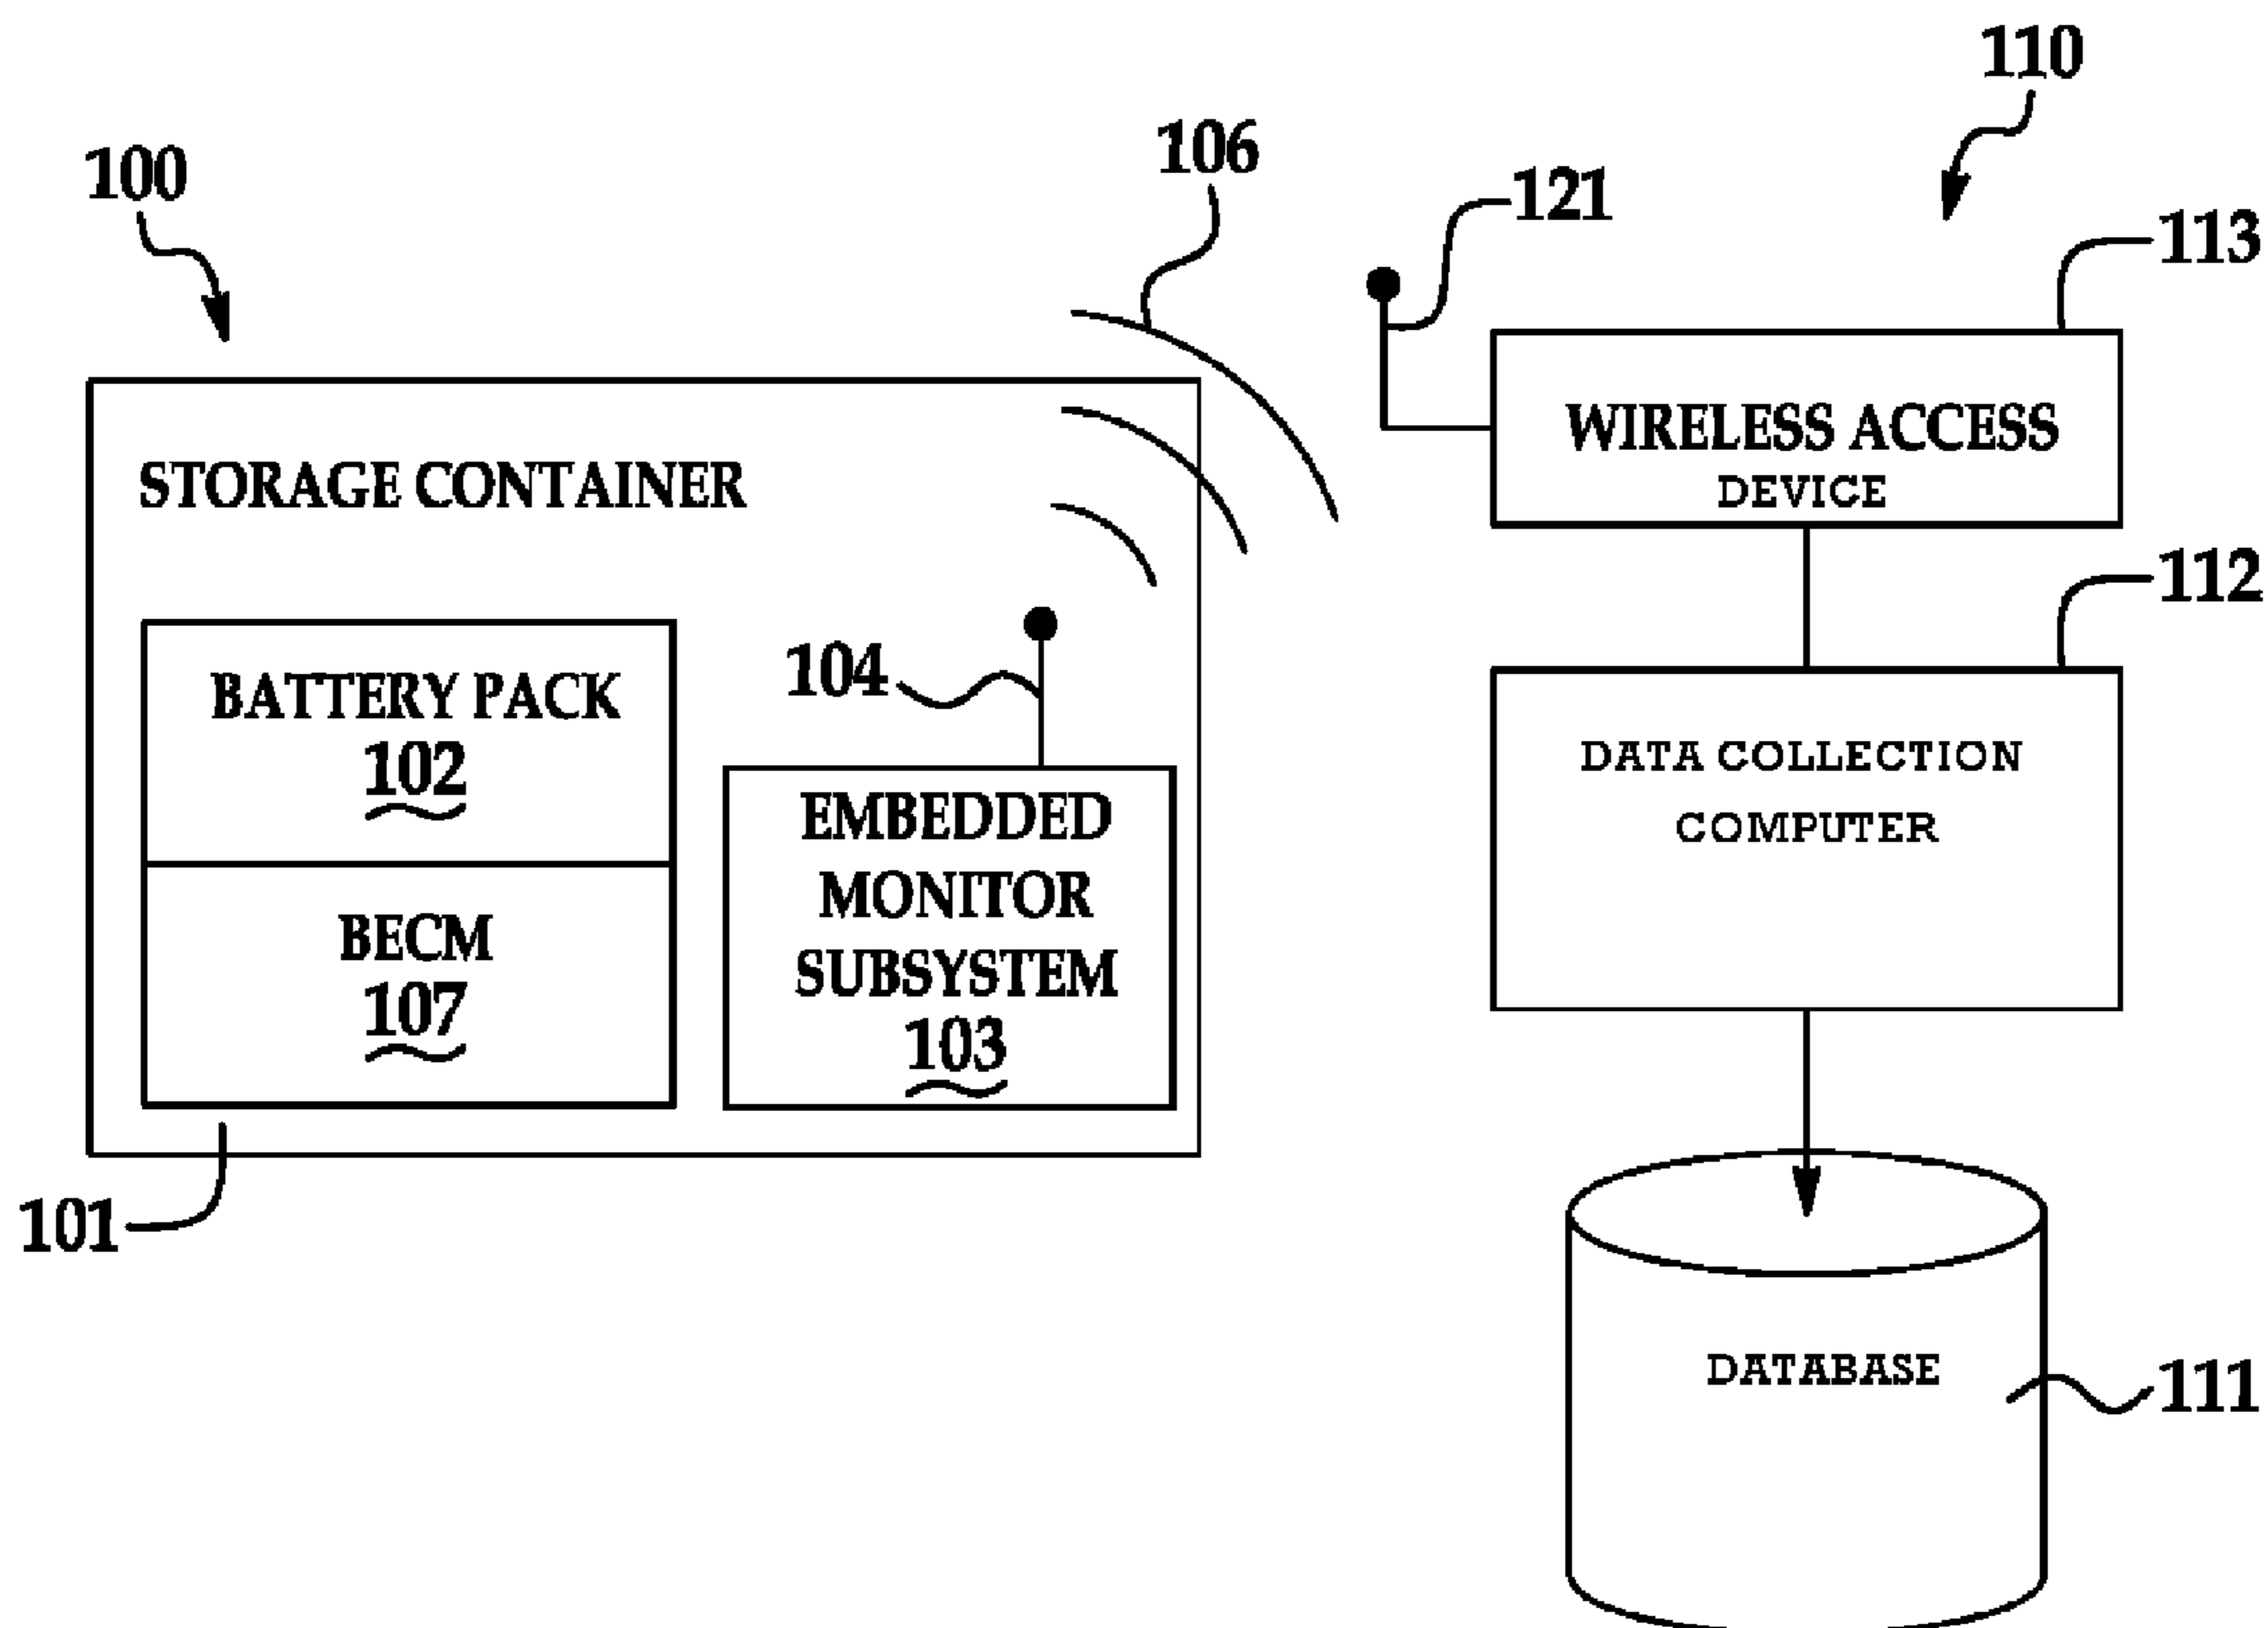 110
100
106
121
113
WIRELESS ACCESS
DEVICE
STORAGE CONTAINER
112
BATTERY PACK
102
104
DATA COLLECTION
COMPUTER
EMBEDDED
MONITOR
SUBSYSTEM
103
BECM
107
101
DATABASE
111